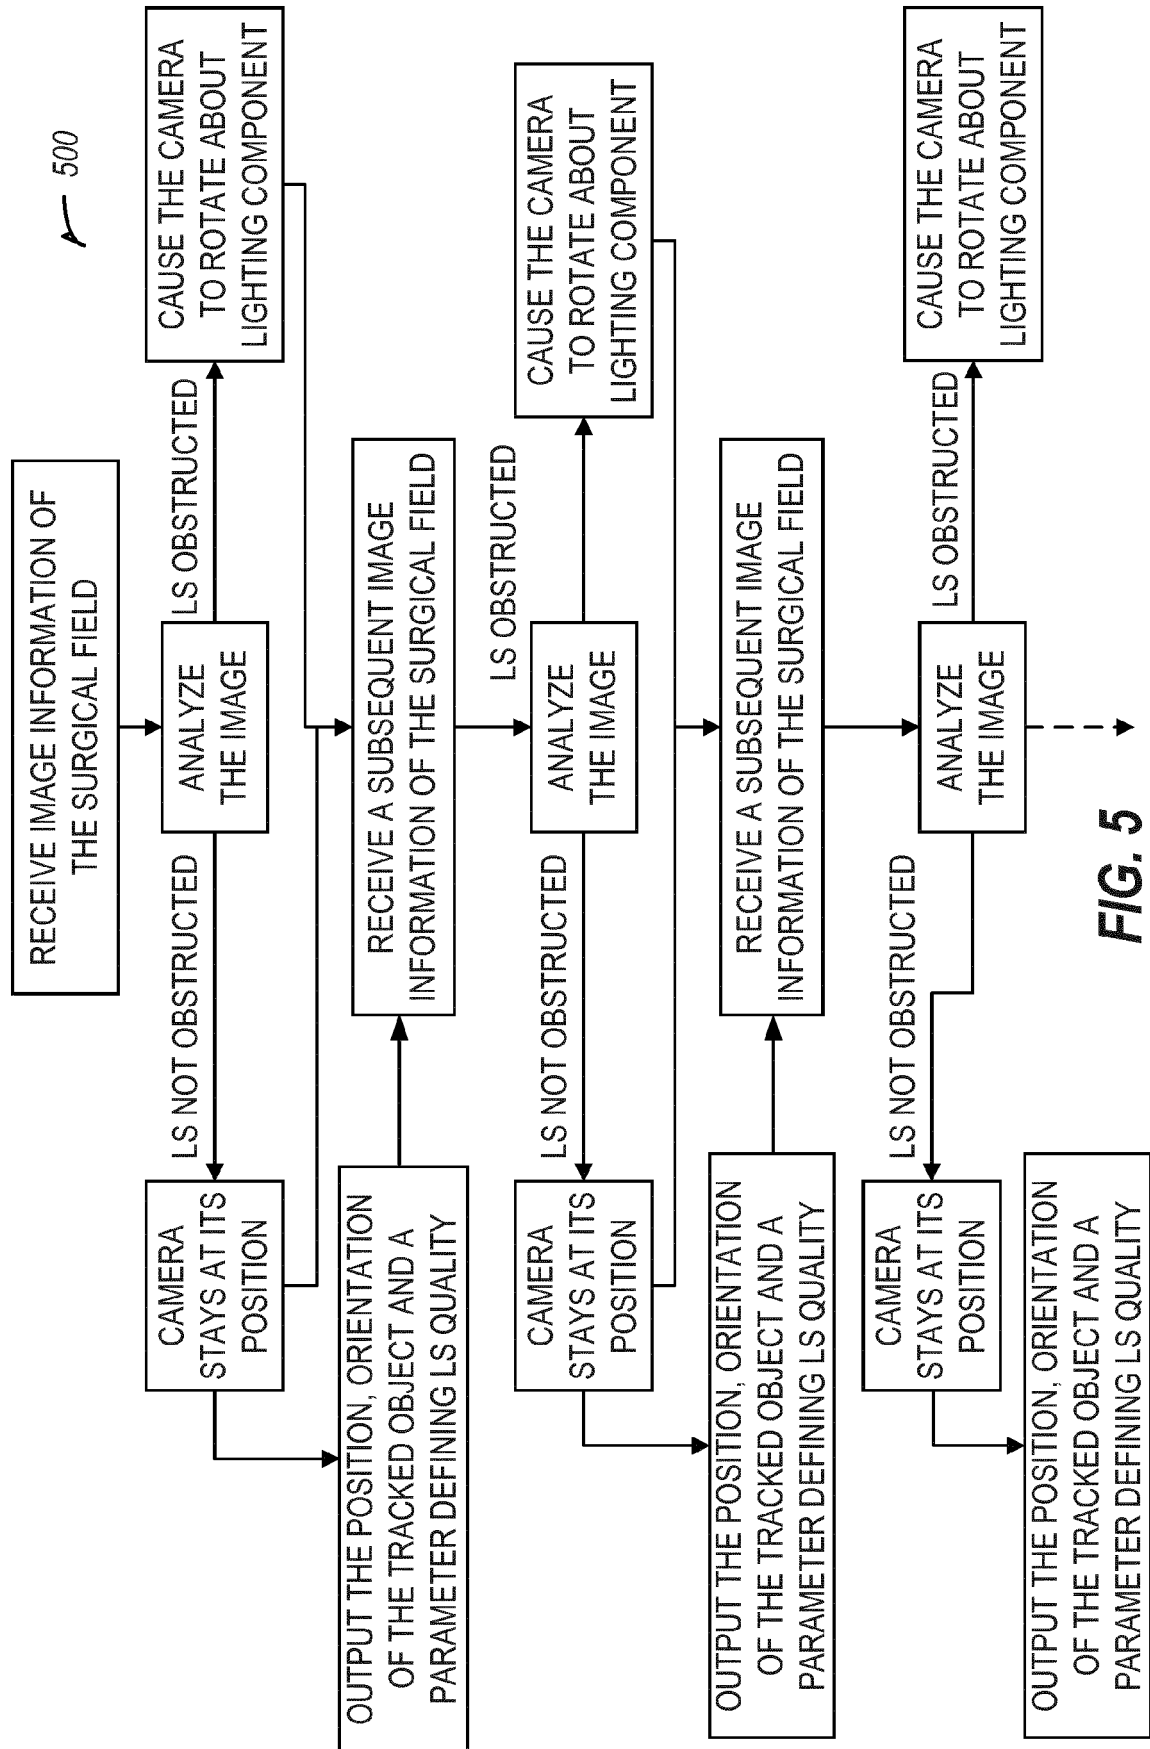 500
RECEIVE IMAGE INFORMATION OF
THE SURGICAL FIELD
LS NOT OBSTRUCTED
LS OBSTRUCTED
CAMERA
STAYS AT ITS
POSITION
ANALYZE
THE IMAGE
CAUSE THE CAMERA
TO ROTATE ABOUT
LIGHTING COMPONENT
OUTPUT THE POSITION, ORIENTATION
OF THE TRACKED OBJECT AND A
PARAMETER DEFINING LS QUALITY
RECEIVE A SUBSEQUENT IMAGE
INFORMATION OF THE SURGICAL FIELD
LS NOT OBSTRUCTED
LS OBSTRUCTED
CAMERA
STAYS AT ITS
POSITION
ANALYZE
THE IMAGE
CAUSE THE CAMERA
TO ROTATE ABOUT
LIGHTING COMPONENT
OUTPUT THE POSITION, ORIENTATION
OF THE TRACKED OBJECT AND A
PARAMETER DEFINING LS QUALITY
RECEIVE A SUBSEQUENT IMAGE
INFORMATION OF THE SURGICAL FIELD
LS NOT OBSTRUCTED
LS OBSTRUCTED
CAMERA
STAYS AT ITS
POSITION
ANALYZE
THE IMAGE
CAUSE THE CAMERA
TO ROTATE ABOUT
LIGHTING COMPONENT
OUTPUT THE POSITION, ORIENTATION
OF THE TRACKED OBJECT AND A
PARAMETER DEFINING LS QUALITY
FIG. 5